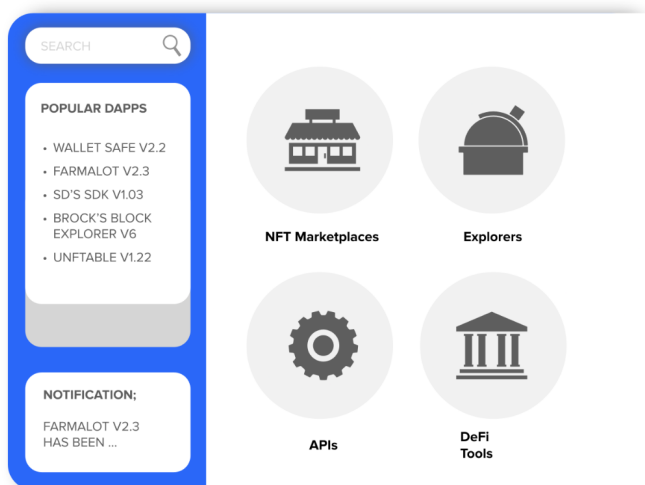 SEARCH
POPULAR DAPPS
• WALLET SAFE V2.2
• FARMALOT V2.3
• SD'S SDK V1.03
• BROCK'S BLOCK
EXPLORER V6
• UNFTABLE V1.22
NOTIFICATION;
FARMALOT V2.3
HAS BEEN ...
NFT Marketplaces
Explorers
APIs
DeFi
Tools